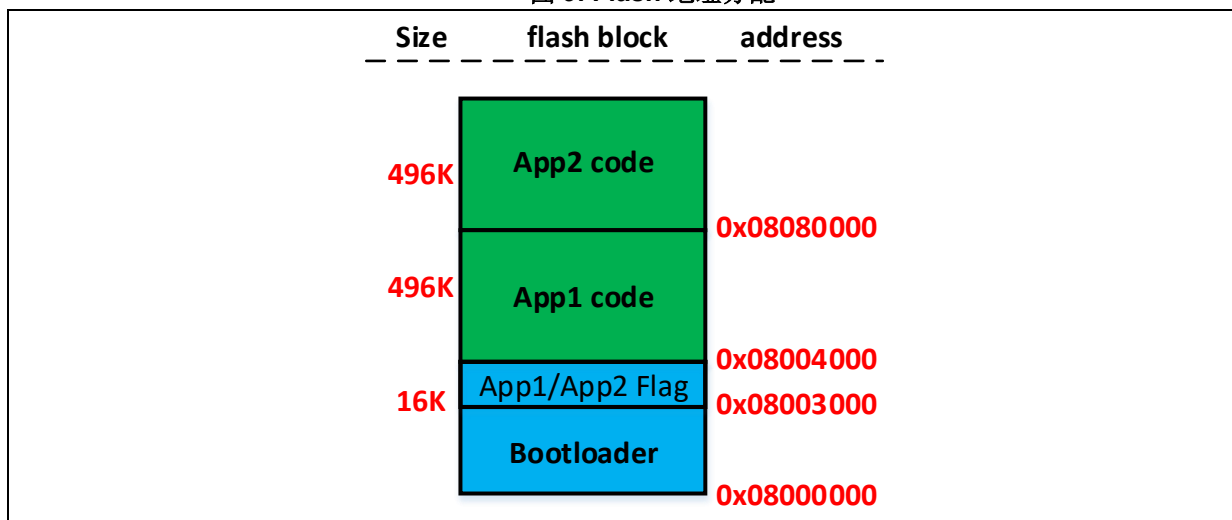 Size flash block address
App2 code
496K
0x08080000
496K
App1 code
0x08004000
App1/App2 Flag
16K
0x08003000
Bootloader
0x08000000